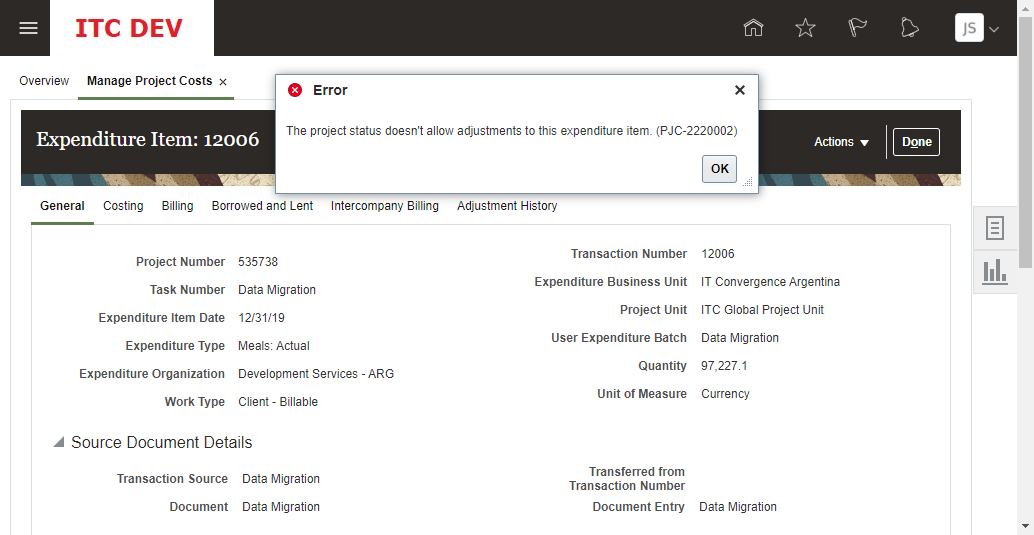 ITC DEV
JS
Overview
Manage Project Costs ×
Error
The project status doesn't allow adjustments to this expenditure item. (PJC-2220002)
OK
Expenditure Item: 12006
Actions
Done
General Costing Billing Borrowed and Lent Intercompany Billing Adjustment History
Project Number 535738
Task Number Data Migration
Expenditure Item Date 12/31/19
Expenditure Type Meals: Actual
Expenditure Organization Development Services - ARG
Work Type Client - Billable
Transaction Number 12006
Expenditure Business Unit IT Convergence Argentina
Project Unit ITC Global Project Unit
User Expenditure Batch Data Migration
Quantity 97,227.1
Unit of Measure Currency
Source Document Details
Transaction Source Data Migration
Document Data Migration
Transferred from
Transaction Number
Document Entry Data Migration